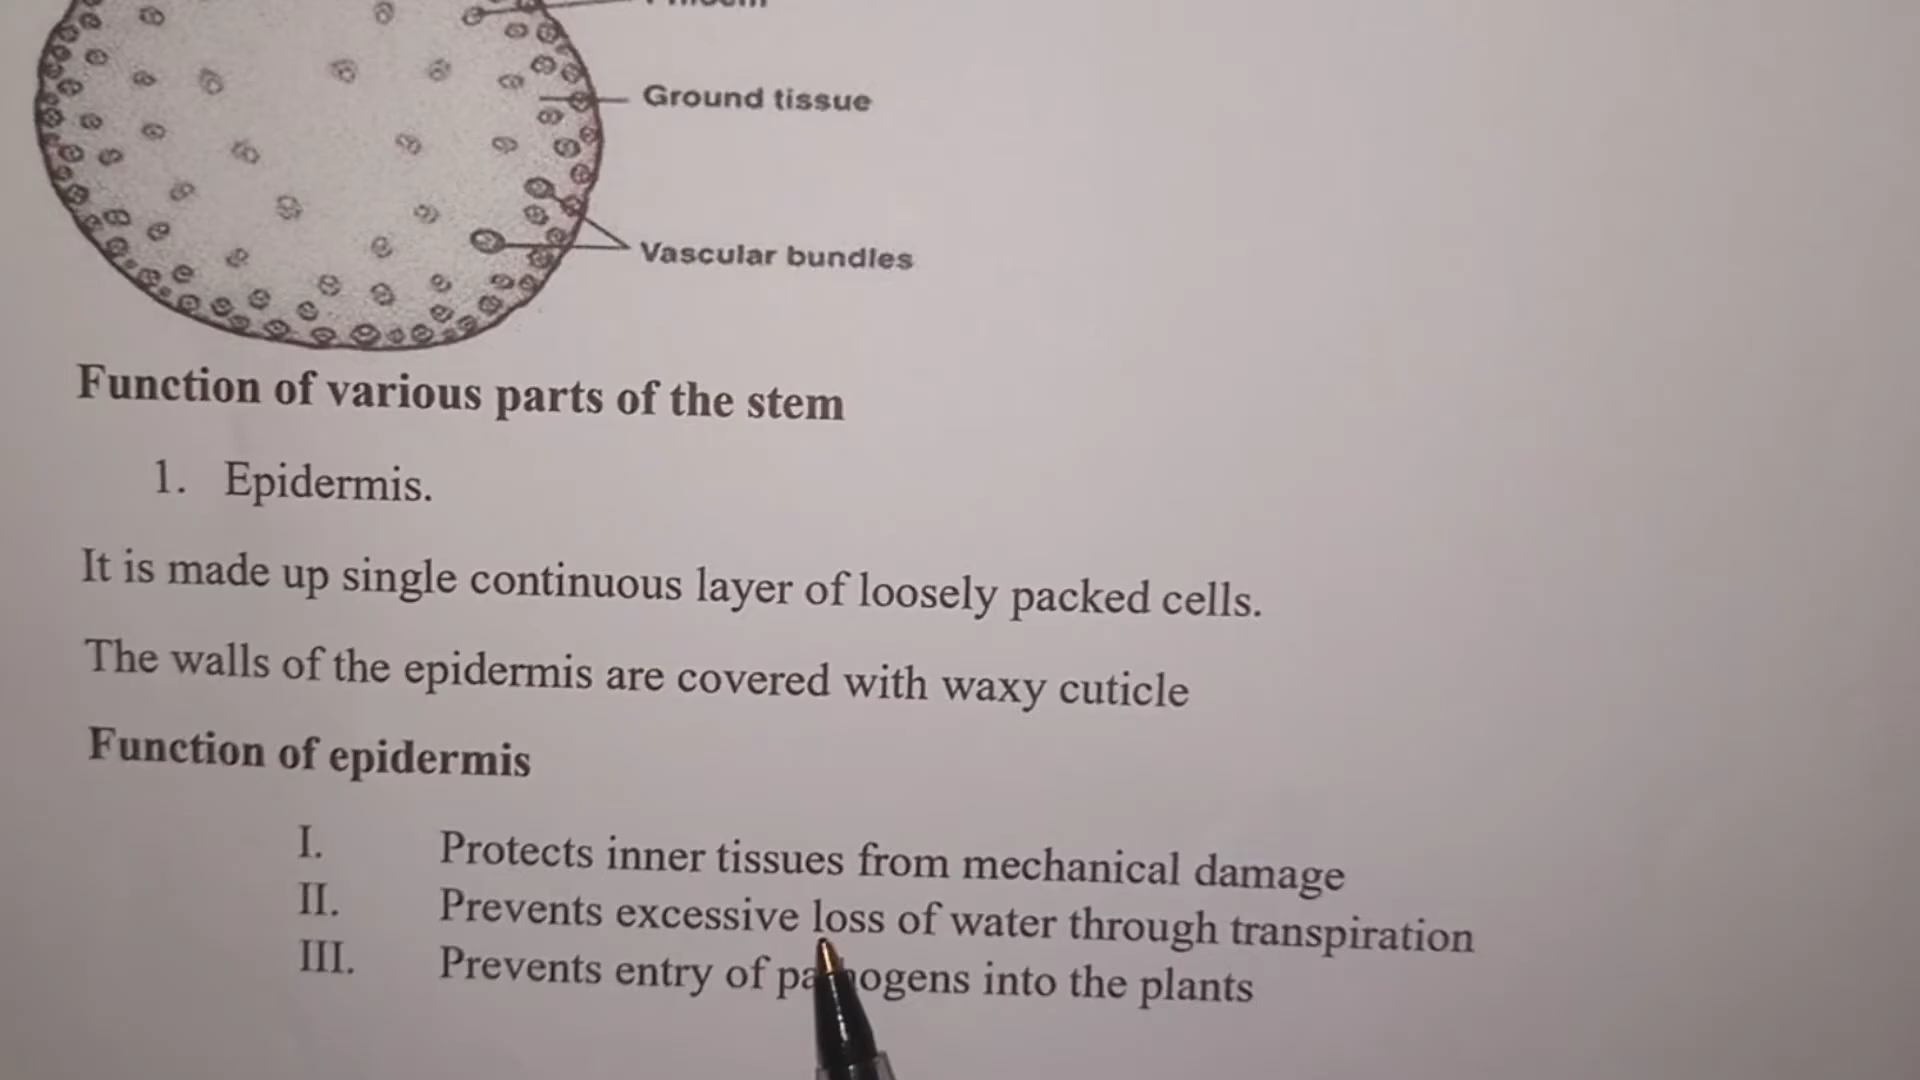 Ground tissue
Vascular bundles
Function of various parts of the stem
1. Epidermis.
It is made up single continuous layer of loosely packed cells.
The walls of the epidermis are covered with waxy cuticle
Function of epidermis
I. Protects inner tissues from mechanical damage
II. Prevents excessive loss of water through transpiration
III. Prevents entry of pathogens into the plants